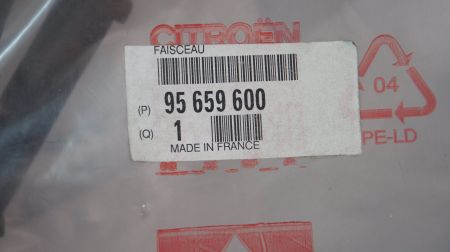 CITROËN
FAISCEAU
(P) 95 659 600
(Q) 1
MADE IN FRANCE
04
PE-LD